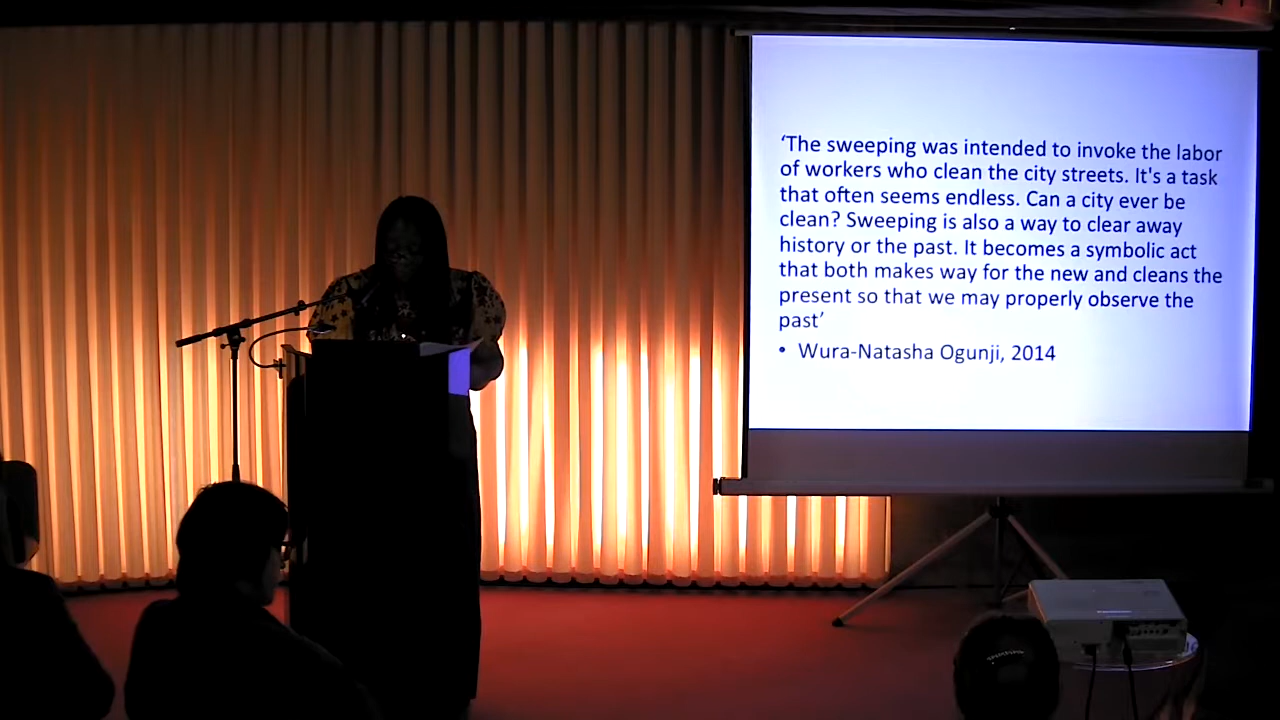 ‘The sweeping was intended to invoke the labor
of workers who clean the city streets. It's a task
that often seems endless. Can a city ever be
clean? Sweeping is also a way to clear away
history or the past. It becomes a symbolic act
that both makes way for the new and cleans the
present so that we may properly observe the
past’
• Wura-Natasha Ogunji, 2014